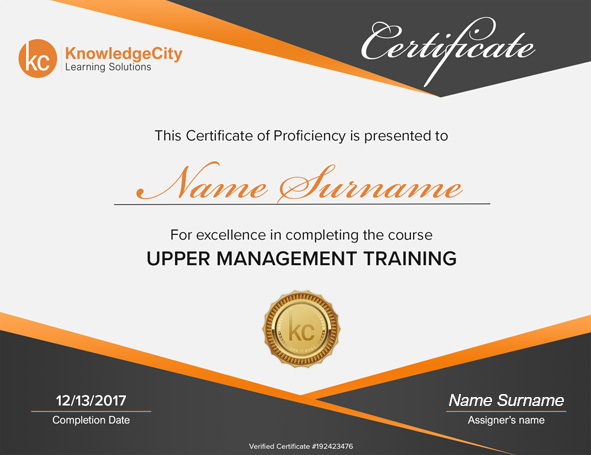 Certificate
kc
KnowledgeCity
Learning Solutions
This Certificate of Proficiency is presented to
Name Surname
For excellence in completing the course
UPPER MANAGEMENT TRAINING
kc
12/13/2017
Completion Date
Name Surname
Assigner's name
Verified Certificate #192423476